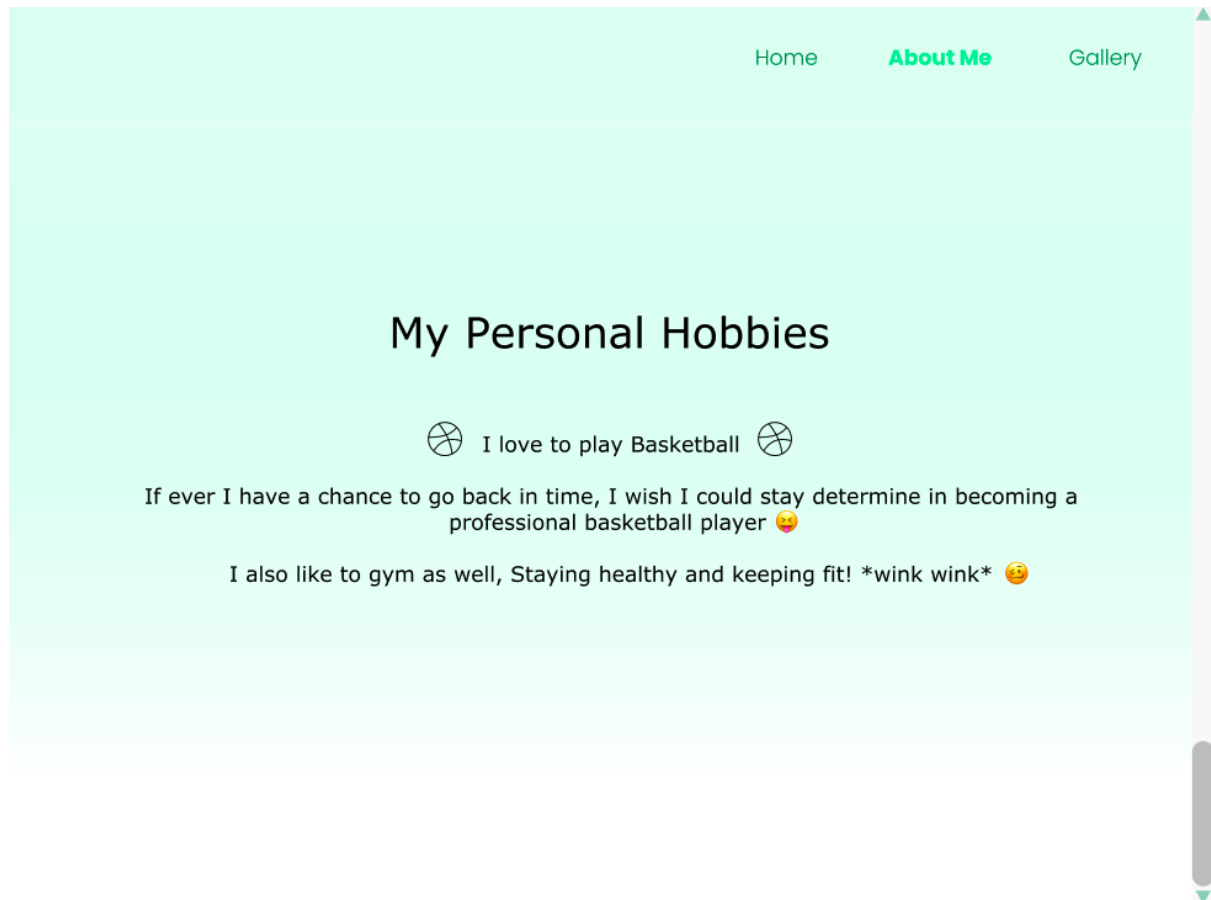 Home About Me Gallery
My Personal Hobbies
I love to play Basketball
If ever I have a chance to go back in time, I wish I could stay determine in becoming a
professional basketball player 😝
I also like to gym as well, Staying healthy and keeping fit! *wink wink* 🥴